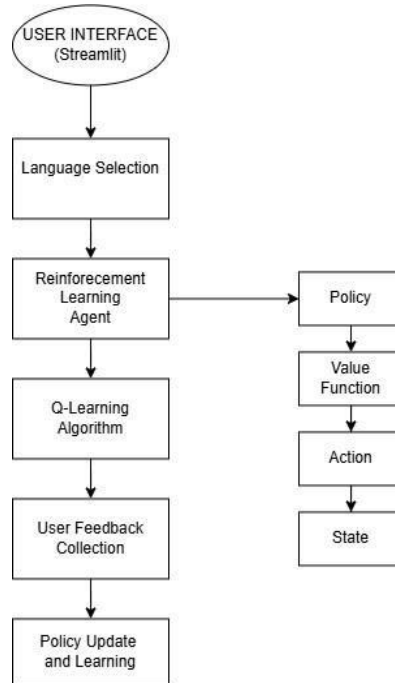 USER INTERFACE
(Streamlit)
Language Selection
Reinforecement
Learning
Agent
Policy
Value
Function
Q-Learning
Algorithm
Action
User Feedback
Collection
State
Policy Update
and Learning